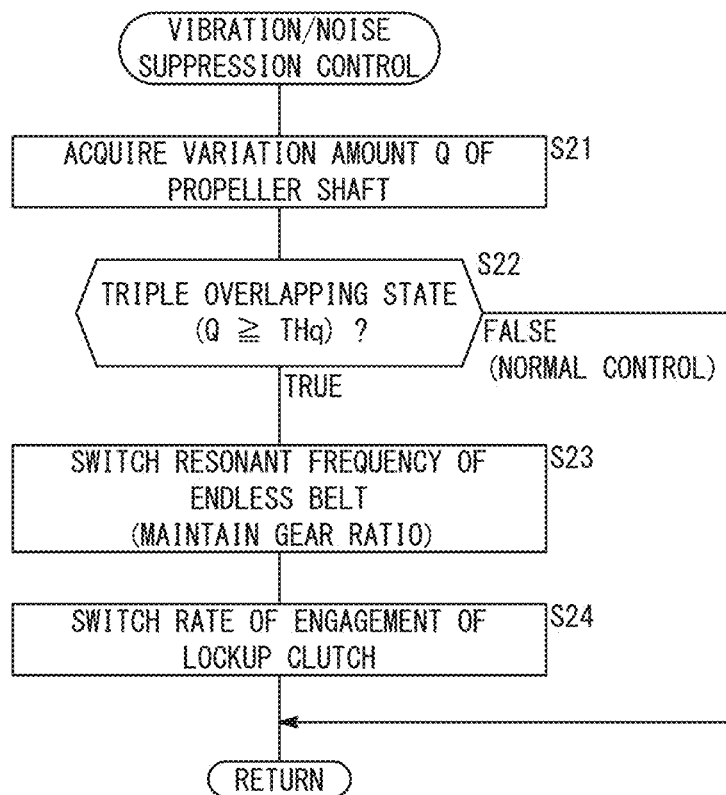 VIBRATION/NOISE
SUPPRESSION CONTROL
ACQUIRE VARIATION AMOUNT Q OF
PROPELLER SHAFT
S21
TRIPLE OVERLAPPING STATE
(Q ≧ THq) ?
S22
FALSE
(NORMAL CONTROL)
TRUE
SWITCH RESONANT FREQUENCY OF
ENDLESS BELT
(MAINTAIN GEAR RATIO)
S23
SWITCH RATE OF ENGAGEMENT OF
LOCKUP CLUTCH
S24
RETURN